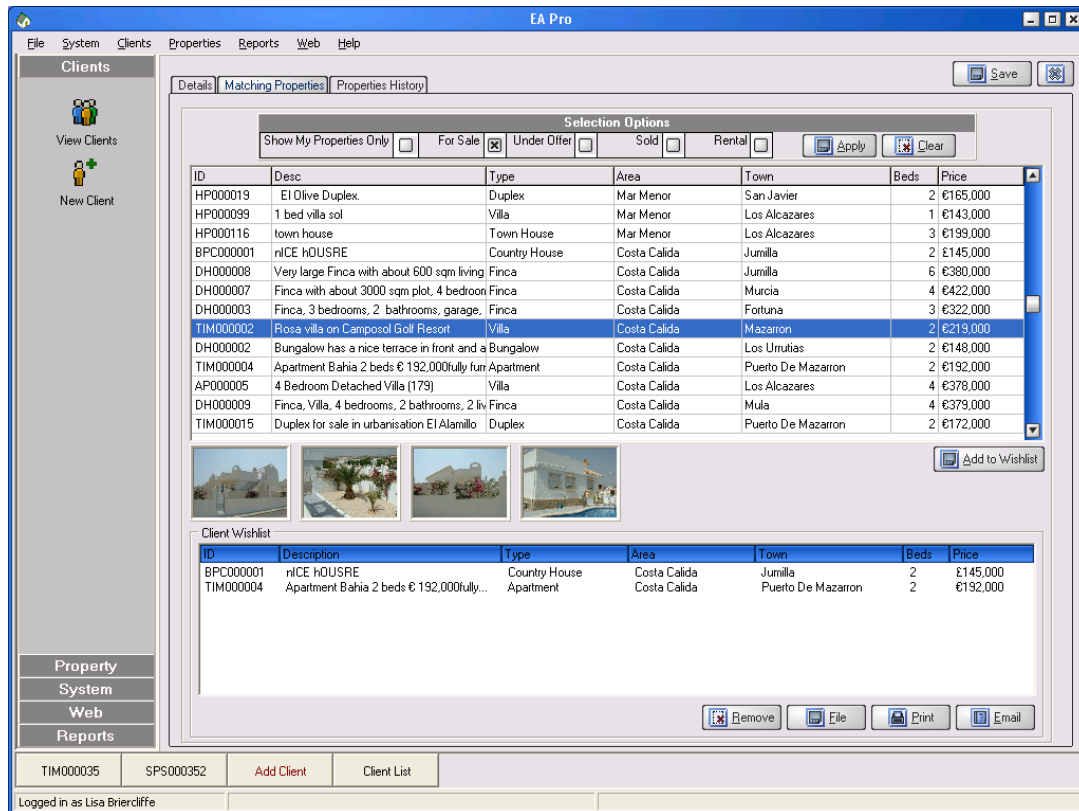 EA Pro
File System Clients Properties Reports Web Help
Clients
View Clients
New Client
Property
System
Web
Reports
Save
Details Matching Properties Properties History
Selection Options
Show My Properties Only For Sale Under Offer Sold Rental Apply Clear
ID Desc Type Area Town Beds Price
HP000019 El Olive Duplex. Duplex Mar Menor San Javier 2 €165,000
HP000099 1 bed villa sol Villa Mar Menor Los Alcazares 1 €143,000
HP000116 town house Town House Mar Menor Los Alcazares 3 €199,000
BPC000001 nICE hOUSRE Country House Costa Calida Jumilla 2 £145,000
DH000008 Very large Finca with about 600 sqm living Finca Costa Calida Jumilla 6 €380,000
DH000007 Finca with about 3000 sqm plot, 4 bedroon Finca Costa Calida Murcia 4 €422,000
DH000003 Finca, 3 bedrooms, 2 bathrooms, garage, Finca Costa Calida Fortuna 3 €322,000
TIM000002 Rosa villa on Camposol Golf Resort Villa Costa Calida Mazarron 2 €219,000
DH000002 Bungalow has a nice terrace in front and a Bungalow Costa Calida Los Urrutias 2 €148,000
TIM000004 Apartment Bahia 2 beds € 192,000fully furr Apartment Costa Calida Puerto De Mazarron 2 €192,000
AP000005 4 Bedroom Detached Villa (179) Villa Costa Calida Los Alcazares 4 €378,000
DH000009 Finca, Villa, 4 bedrooms, 2 bathrooms, 2 liv Finca Costa Calida Mula 4 €379,000
TIM000015 Duplex for sale in urbanisation El Alamillo Duplex Costa Calida Puerto De Mazarron 2 €172,000
Add to Wishlist
Client Wishlist
ID Description Type Area Town Beds Price
BPC000001 nICE hOUSRE Country House Costa Calida Jumilla 2 £145,000
TIM000004 Apartment Bahia 2 beds € 192,000fully... Apartment Costa Calida Puerto De Mazarron 2 €192,000
Remove File Print Email
TIM000035 SPS000352 Add Client Client List
Logged in as Lisa Briercliffe